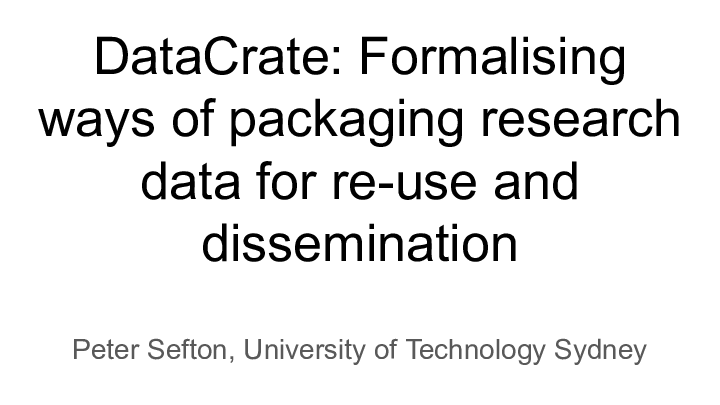 DataCrate: Formalising
ways of packaging research
data for re-use and
dissemination
Peter Sefton, University of Technology Sydney